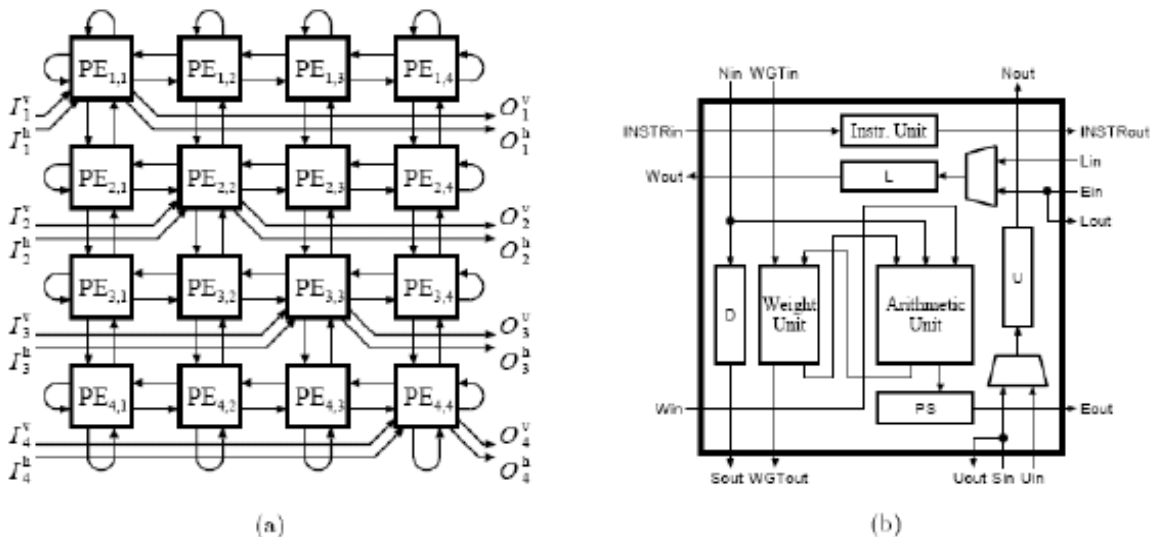 PE1,1 PE1,2 PE1,3 PE1,4
I1v O1v
I1h O1h
PE2,1 PE2,2 PE2,3 PE2,4
I2v O2v
I2h O2h
PE3,1 PE3,2 PE3,3 PE3,4
I3v O3v
I3h O3h
PE4,1 PE4,2 PE4,3 PE4,4
I4v O4v
I4h O4h
(a)
Nin WGTin Nout
INSTRin Instr. Unit INSTRout
Lin
Wout L Ein
Lout
D Weight Unit Arithmetic Unit U
Win PS Eout
Sout WGTout Uout Sin Uin
(b)